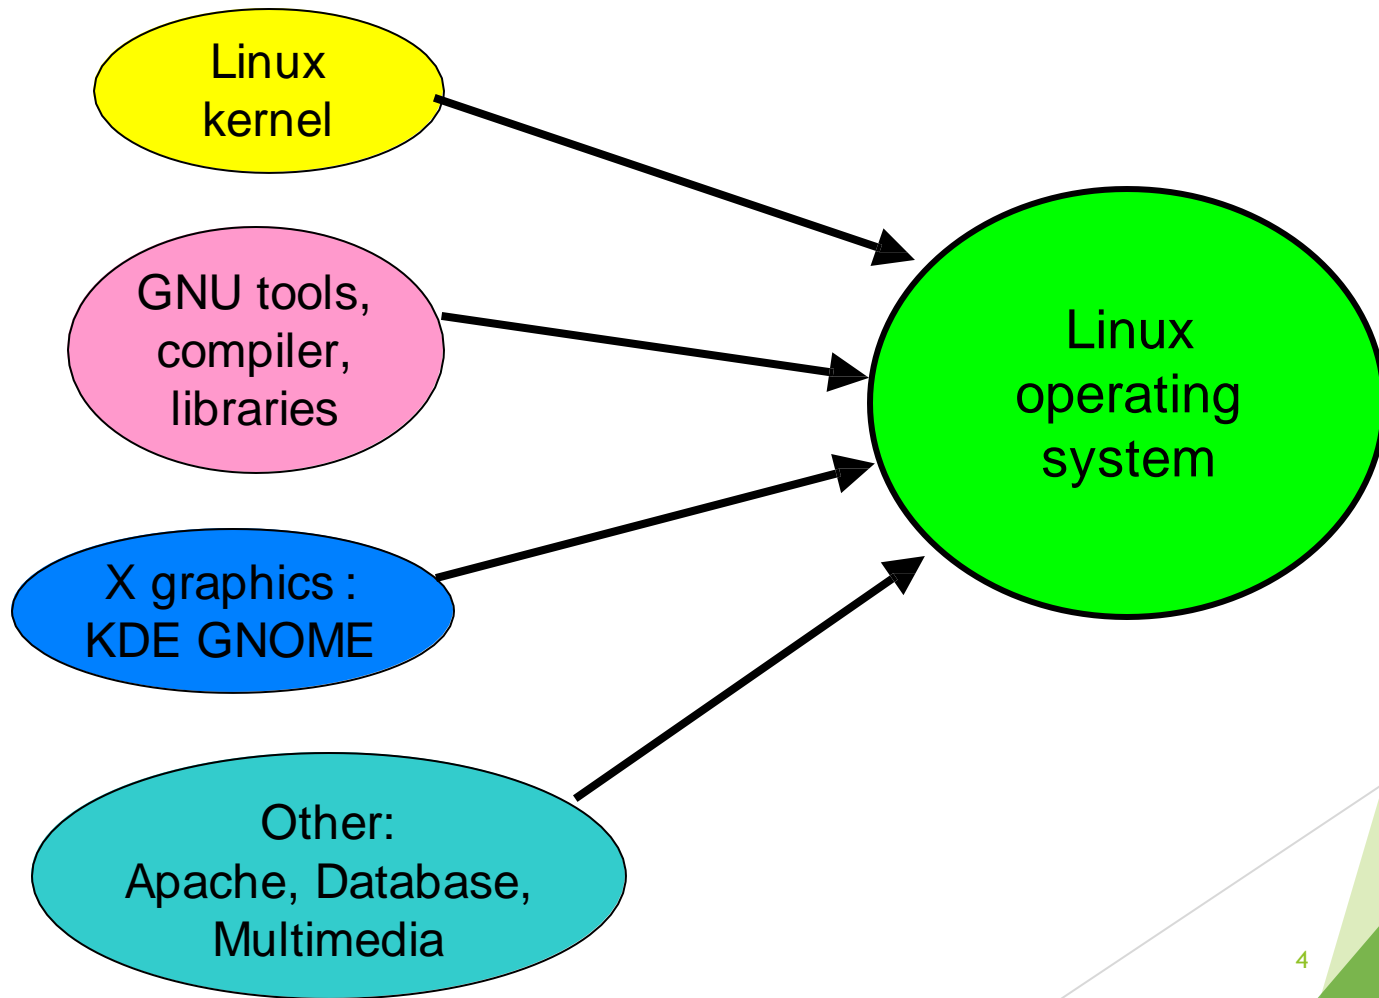 Linux
kernel
GNU tools,
compiler,
libraries
X graphics :
KDE GNOME
Other:
Apache, Database,
Multimedia
Linux
operating
system
4